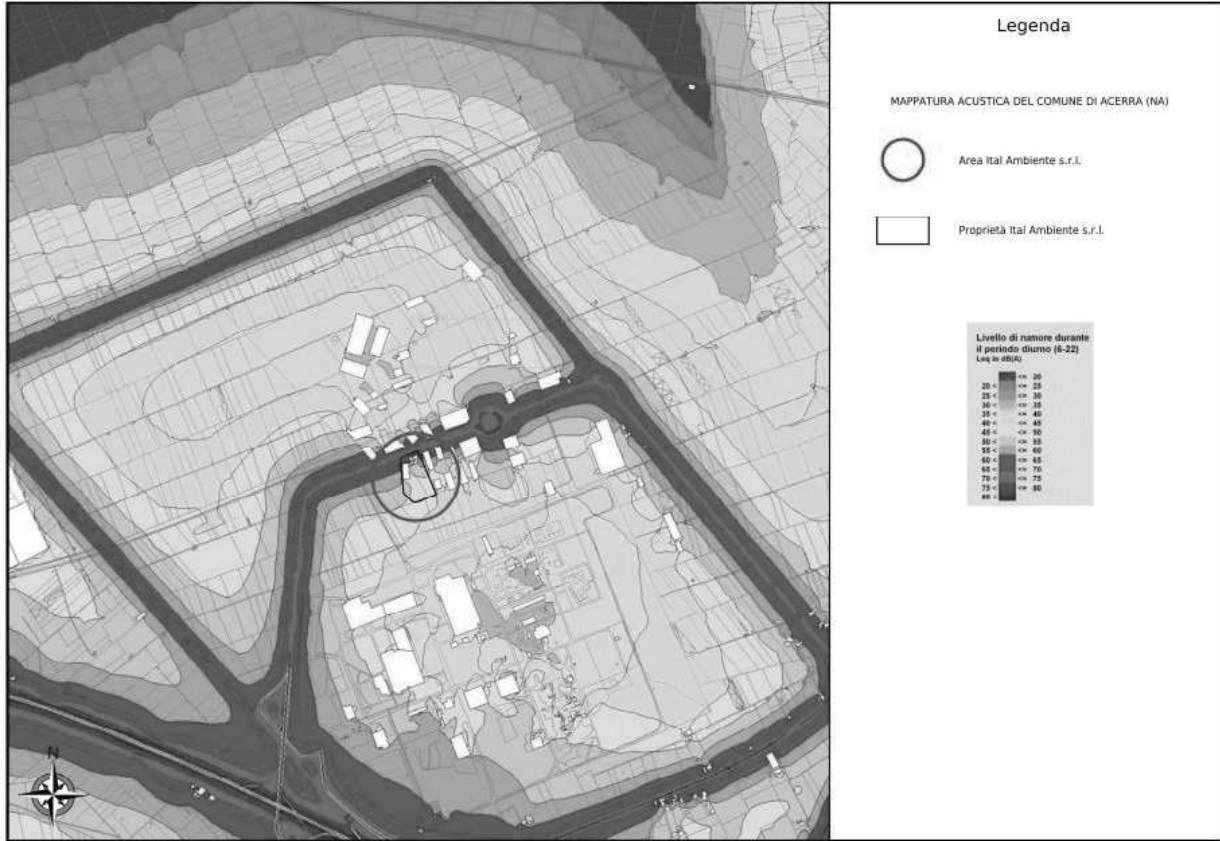 Legenda
MAPPATURA ACUSTICA DEL COMUNE DI ACERRA (NA)
Area Ital Ambiente s.r.l.
Proprietà Ital Ambiente s.r.l.
Livello di rumore durante
il periodo diurno (6-22)
Leq in dB(A)
<= 20
20 < <= 25
25 < <= 30
30 < <= 35
35 < <= 40
40 < <= 45
45 < <= 50
50 < <= 55
55 < <= 60
60 < <= 65
65 < <= 70
70 < <= 75
75 < <= 80
80 <
N